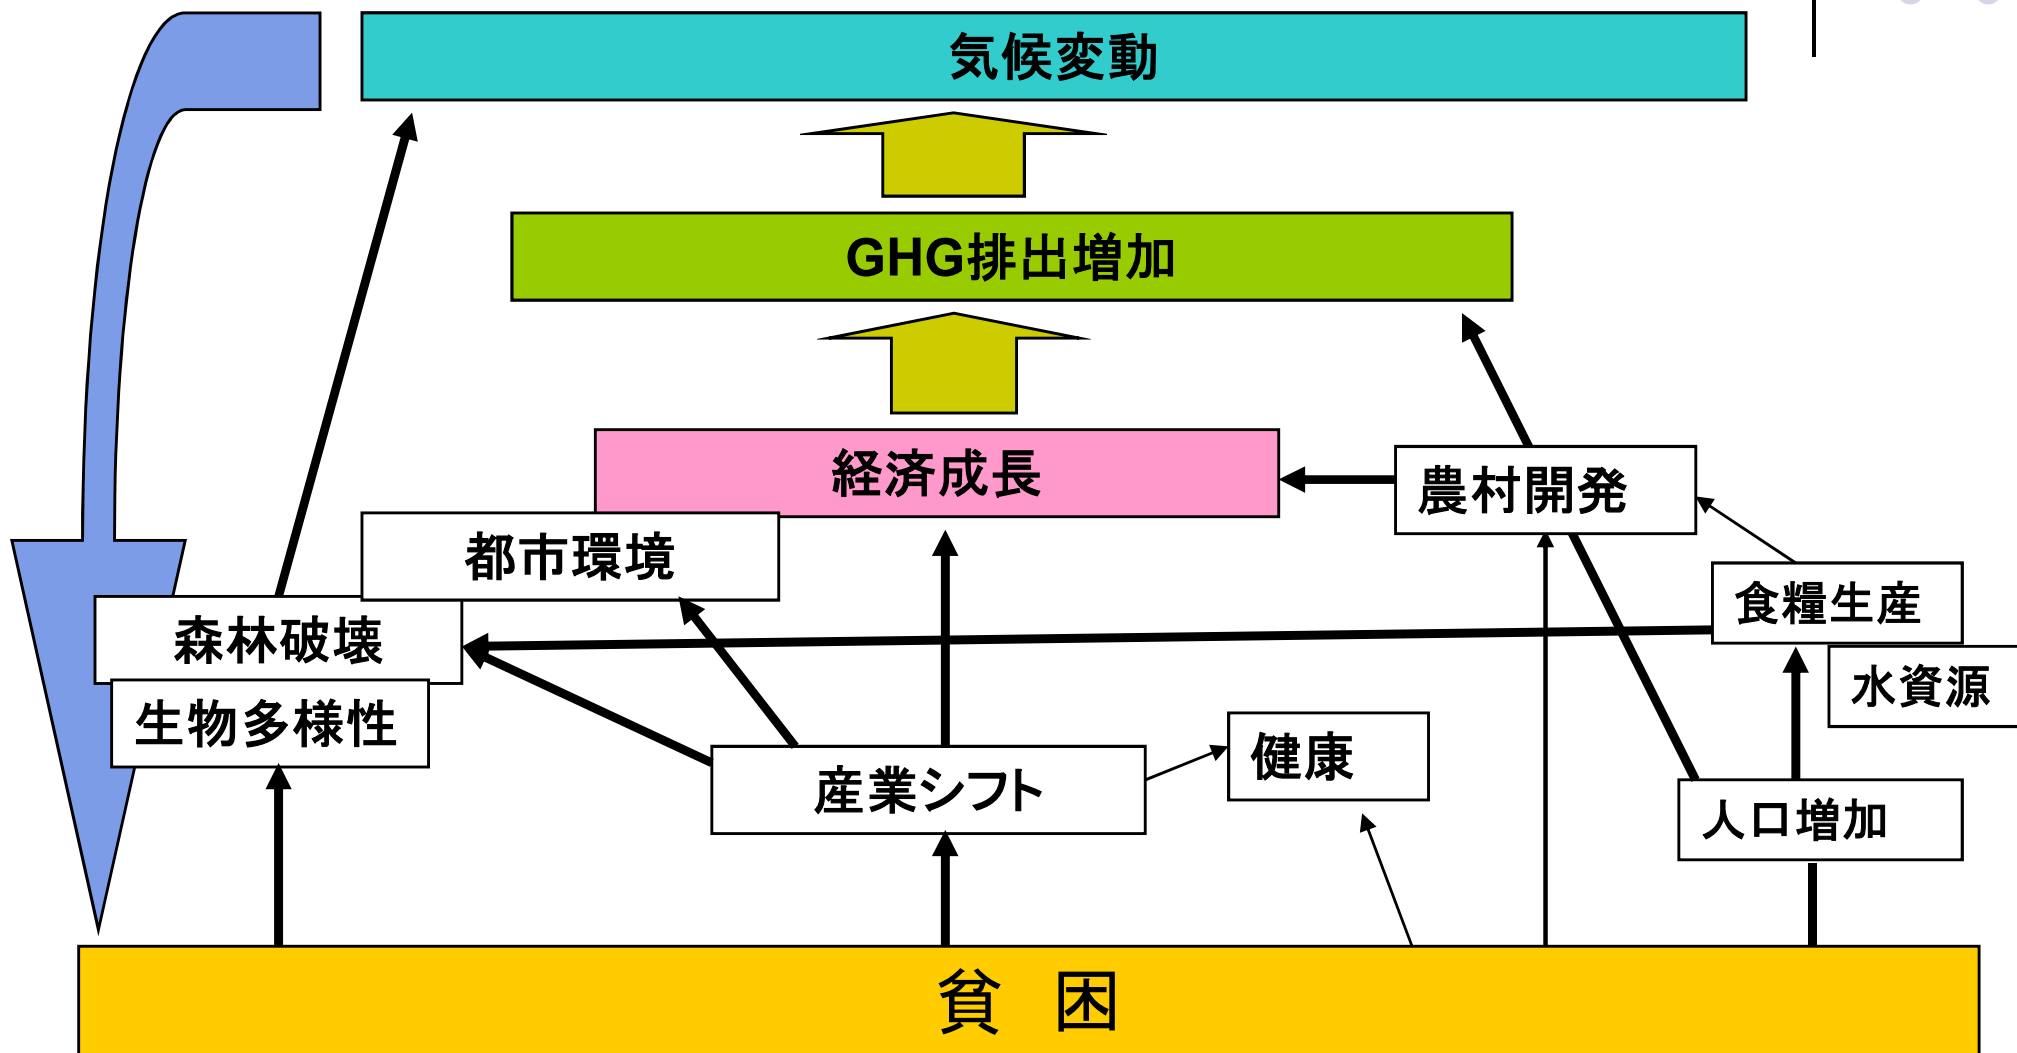 気候変動
GHG排出増加
経済成長
農村開発
都市環境
食糧生産
森林破壊
水資源
生物多様性
健康
産業シフト
人口増加
貧 困